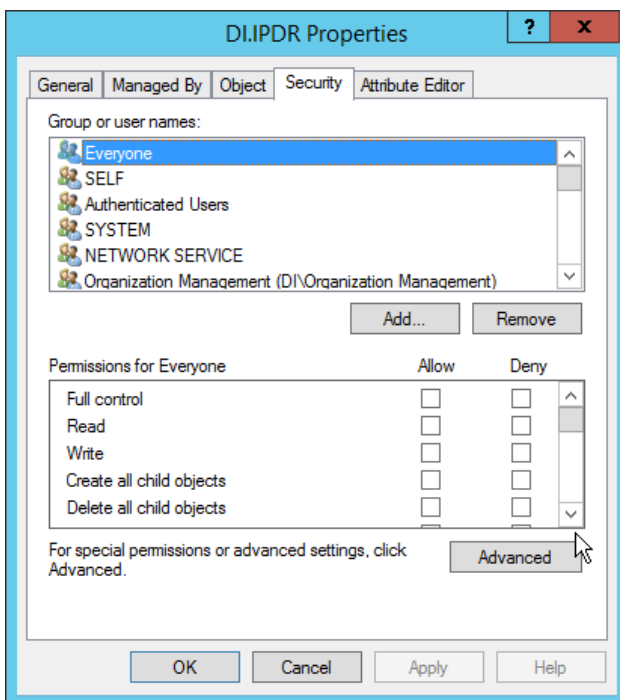 DI.IPDR Properties
? x
General Managed By Object Security Attribute Editor
Group or user names:
Everyone
SELF
Authenticated Users
SYSTEM
NETWORK SERVICE
Organization Management (DI\Organization Management)
Add... Remove
Permissions for Everyone Allow Deny
Full control
Read
Write
Create all child objects
Delete all child objects
For special permissions or advanced settings, click
Advanced.
Advanced
OK Cancel Apply Help